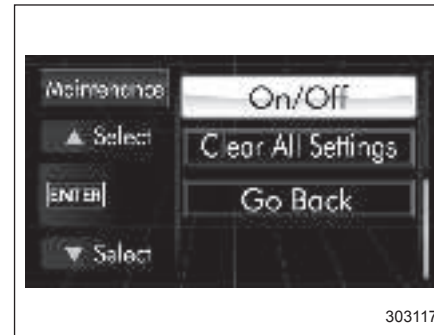 Maintenance
▲ Select
ENTER
▼ Select
On/Off
Clear All Settings
Go Back
303117